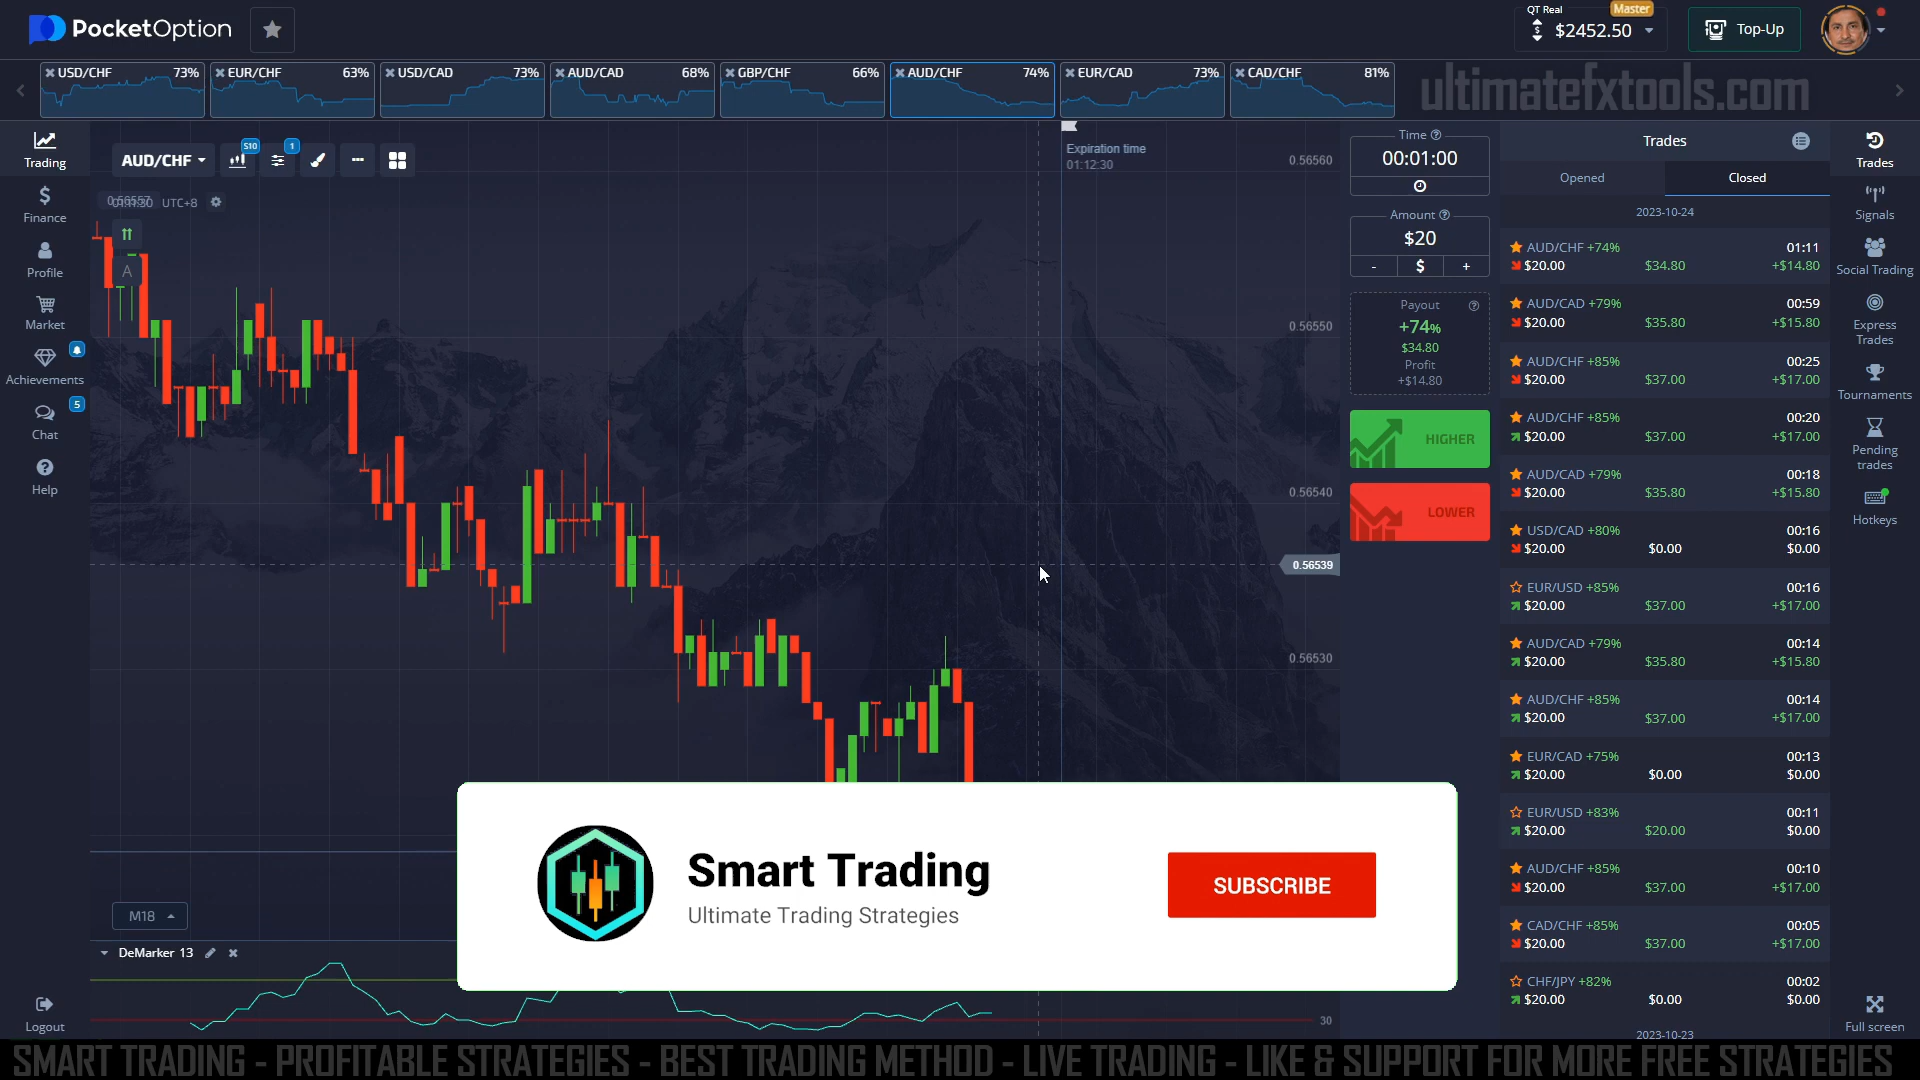 PocketOption
QT Real
Master
$2452.50
Top-Up
USD/CHF 73%
EUR/CHF 63%
USD/CAD 73%
AUD/CAD 68%
GBP/CHF 66%
AUD/CHF 74%
EUR/CAD 73%
CAD/CHF 81%
ultimatefxtools.com
Trading
Finance
Profile
Market
Achievements
5
Chat
Help
Logout
AUD/CHF
S10
1
UTC+8
A
Expiration time
01:12:30
0.56560
0.56550
0.56540
0.56539
0.56530
M18
DeMarker 13
30
Time
00:01:00
Amount
$20
- $ +
Payout
+74%
$34.80
Profit
+$14.80
HIGHER
LOWER
Trades
Opened Closed
2023-10-24
AUD/CHF +74% 01:11
$20.00 $34.80 +$14.80
AUD/CAD +79% 00:59
$20.00 $35.80 +$15.80
AUD/CHF +85% 00:25
$20.00 $37.00 +$17.00
AUD/CHF +85% 00:20
$20.00 $37.00 +$17.00
AUD/CAD +79% 00:18
$20.00 $35.80 +$15.80
USD/CAD +80% 00:16
$20.00 $0.00 $0.00
EUR/USD +85% 00:16
$20.00 $37.00 +$17.00
AUD/CAD +79% 00:14
$20.00 $35.80 +$15.80
AUD/CHF +85% 00:14
$20.00 $37.00 +$17.00
EUR/CAD +75% 00:13
$20.00 $0.00 $0.00
EUR/USD +83% 00:11
$20.00 $20.00 $0.00
AUD/CHF +85% 00:10
$20.00 $37.00 +$17.00
CAD/CHF +85% 00:05
$20.00 $37.00 +$17.00
CHF/JPY +82% 00:02
$20.00 $0.00 $0.00
2023-10-23
Trades
Signals
Social Trading
Express
Trades
Tournaments
Pending
trades
Hotkeys
Full screen
Smart Trading
Ultimate Trading Strategies
SUBSCRIBE
SMART TRADING - PROFITABLE STRATEGIES - BEST TRADING METHOD - LIVE TRADING - LIKE & SUPPORT FOR MORE FREE STRATEGIES